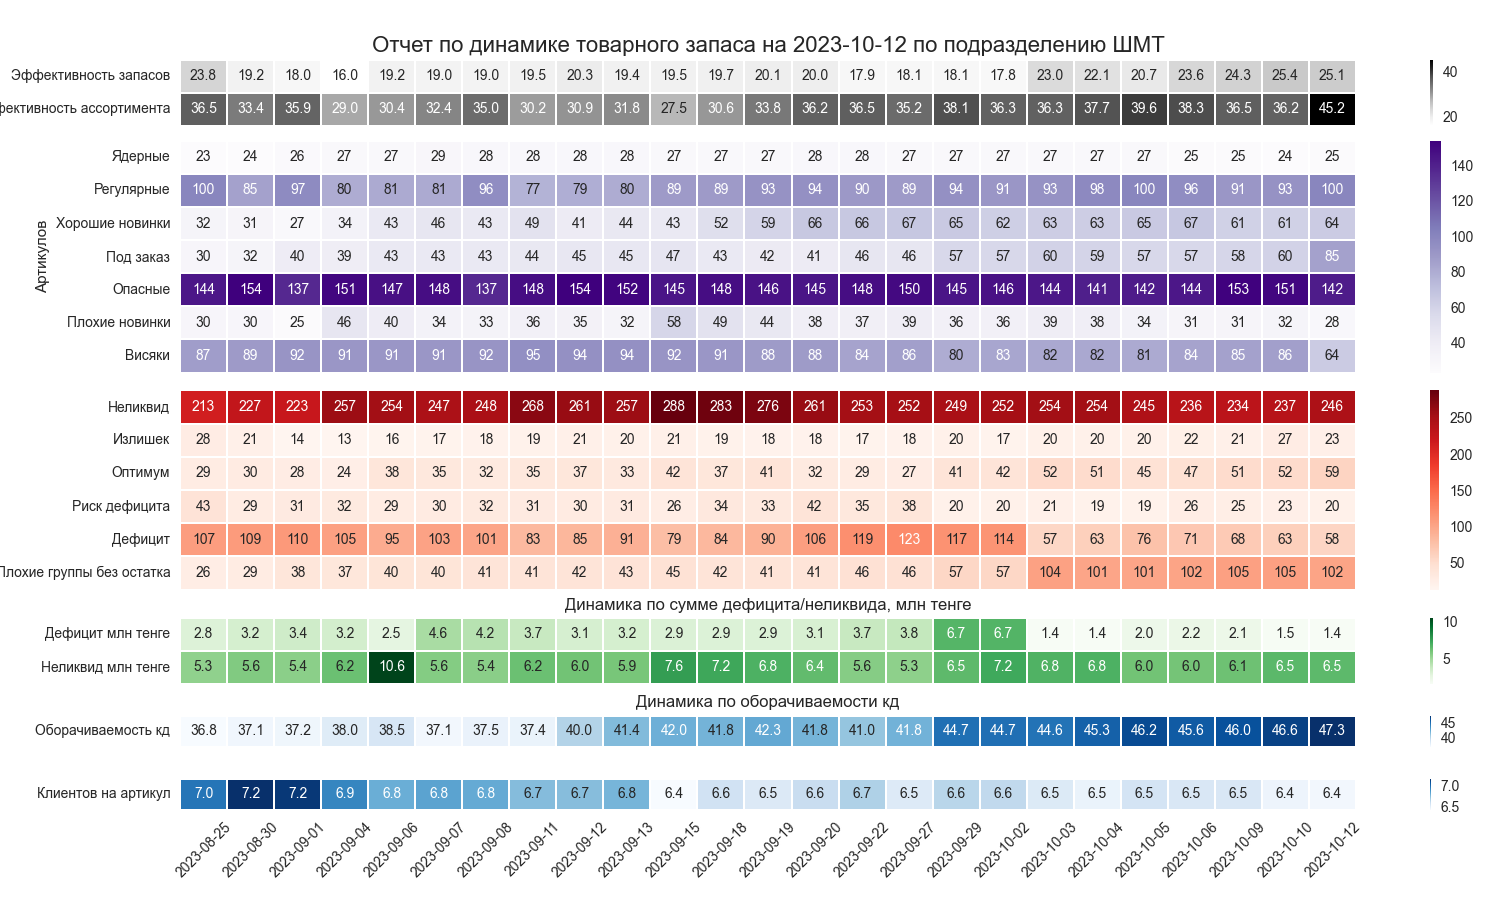 Отчет по динамике товарного запаса на 2023-10-12 по подразделению ШМТ
Эффективность запасов 23.8 19.2 18.0 16.0 19.2 19.0 19.0 19.5 20.3 19.4 19.5 19.7 20.1 20.0 17.9 18.1 18.1 17.8 23.0 22.1 20.7 23.6 24.3 25.4 25.1
фективность ассортимента 36.5 33.4 35.9 29.0 30.4 32.4 35.0 30.2 30.9 31.8 27.5 30.6 33.8 36.2 36.5 35.2 38.1 36.3 36.3 37.7 39.6 38.3 36.5 36.2 45.2
40
20
Артикулов
Ядерные 23 24 26 27 27 29 28 28 28 28 27 27 27 28 28 27 27 27 27 27 27 25 25 24 25
Регулярные 100 85 97 80 81 81 96 77 79 80 89 89 93 94 90 89 94 91 93 98 100 96 91 93 100
Хорошие новинки 32 31 27 34 43 46 43 49 41 44 43 52 59 66 66 67 65 62 63 63 65 67 61 61 64
Под заказ 30 32 40 39 43 43 43 44 45 45 47 43 42 41 46 46 57 57 60 59 57 57 58 60 85
Опасные 144 154 137 151 147 148 137 148 154 152 145 148 146 145 148 150 145 146 144 141 142 144 153 151 142
Плохие новинки 30 30 25 46 40 34 33 36 35 32 58 49 44 38 37 39 36 36 39 38 34 31 31 32 28
Висяки 87 89 92 91 91 91 92 95 94 94 92 91 88 88 84 86 80 83 82 82 81 84 85 86 64
140
120
100
80
60
40
Неликвид 213 227 223 257 254 247 248 268 261 257 288 283 276 261 253 252 249 252 254 254 245 236 234 237 246
Излишек 28 21 14 13 16 17 18 19 21 20 21 19 18 18 17 18 20 17 20 20 20 22 21 27 23
Оптимум 29 30 28 24 38 35 32 35 37 33 42 37 41 32 29 27 41 42 52 51 45 47 51 52 59
Риск дефицита 43 29 31 32 29 30 32 31 30 31 26 34 33 42 35 38 20 20 21 19 19 26 25 23 20
Дефицит 107 109 110 105 95 103 101 83 85 91 79 84 90 106 119 123 117 114 57 63 76 71 68 63 58
Плохие группы без остатка 26 29 38 37 40 40 41 41 42 43 45 42 41 41 46 46 57 57 104 101 101 102 105 105 102
250
200
150
100
50
Динамика по сумме дефицита/неликвида, млн тенге
Дефицит млн тенге 2.8 3.2 3.4 3.2 2.5 4.6 4.2 3.7 3.1 3.2 2.9 2.9 2.9 3.1 3.7 3.8 6.7 6.7 1.4 1.4 2.0 2.2 2.1 1.5 1.4
Неликвид млн тенге 5.3 5.6 5.4 6.2 10.6 5.6 5.4 6.2 6.0 5.9 7.6 7.2 6.8 6.4 5.6 5.3 6.5 7.2 6.8 6.8 6.0 6.0 6.1 6.5 6.5
10
5
Динамика по оборачиваемости кд
Оборачиваемость кд 36.8 37.1 37.2 38.0 38.5 37.1 37.5 37.4 40.0 41.4 42.0 41.8 42.3 41.8 41.0 41.8 44.7 44.7 44.6 45.3 46.2 45.6 46.0 46.6 47.3
45
40
Клиентов на артикул 7.0 7.2 7.2 6.9 6.8 6.8 6.8 6.7 6.7 6.8 6.4 6.6 6.5 6.6 6.7 6.5 6.6 6.6 6.5 6.5 6.5 6.5 6.5 6.4 6.4
7.0
6.5
2023-08-25 2023-08-30 2023-09-01 2023-09-04 2023-09-06 2023-09-07 2023-09-08 2023-09-11 2023-09-12 2023-09-13 2023-09-15 2023-09-18 2023-09-19 2023-09-20 2023-09-22 2023-09-27 2023-09-29 2023-10-02 2023-10-03 2023-10-04 2023-10-05 2023-10-06 2023-10-09 2023-10-10 2023-10-12